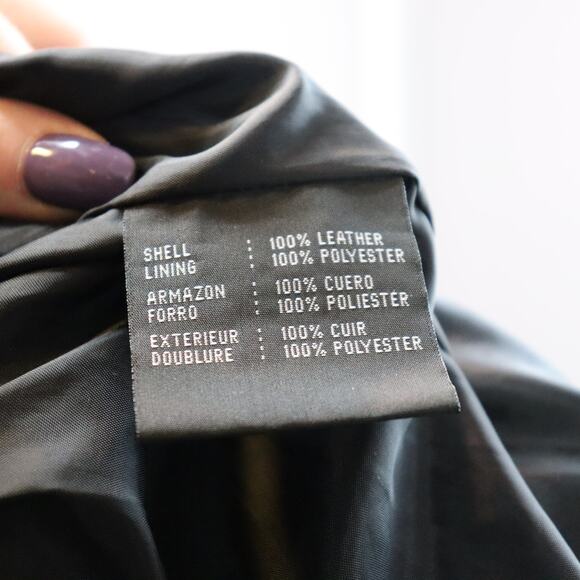 SHELL : 100% LEATHER
LINING : 100% POLYESTER
ARMAZON : 100% CUERO
FORRO : 100% POLIESTER
EXTERIEUR : 100% CUIR
DOUBLURE : 100% POLYESTER